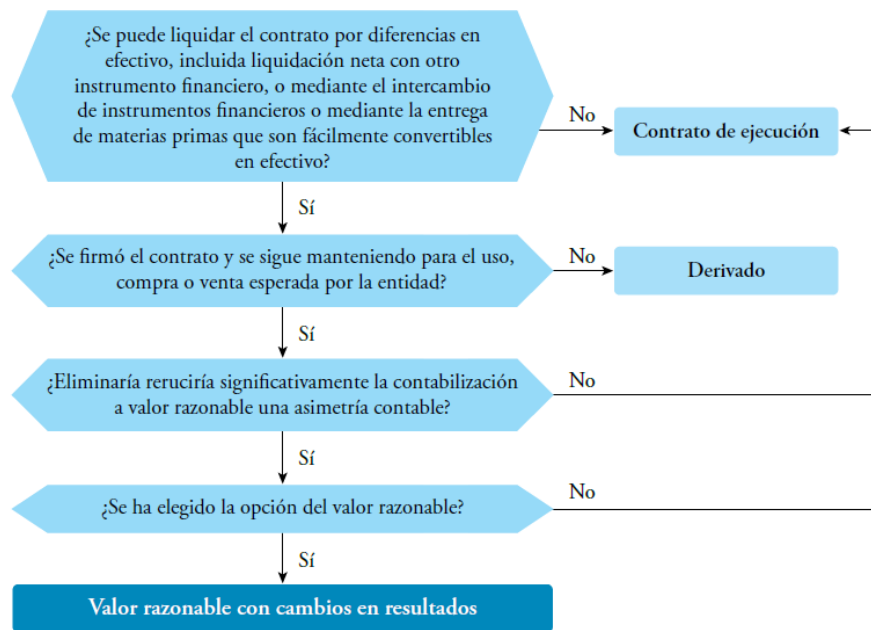 ¿Se puede liquidar el contrato por diferencias en
efectivo, incluida liquidación neta con otro
instrumento financiero, o mediante el intercambio
de instrumentos financieros o mediante la entrega
de materias primas que son fácilmente convertibles
en efectivo?
No
Contrato de ejecución
Sí
¿Se firmó el contrato y se sigue manteniendo para el uso,
compra o venta esperada por la entidad?
No
Derivado
Sí
¿Eliminaría reruciría significativamente la contabilización
a valor razonable una asimetría contable?
No
Sí
¿Se ha elegido la opción del valor razonable?
No
Sí
Valor razonable con cambios en resultados